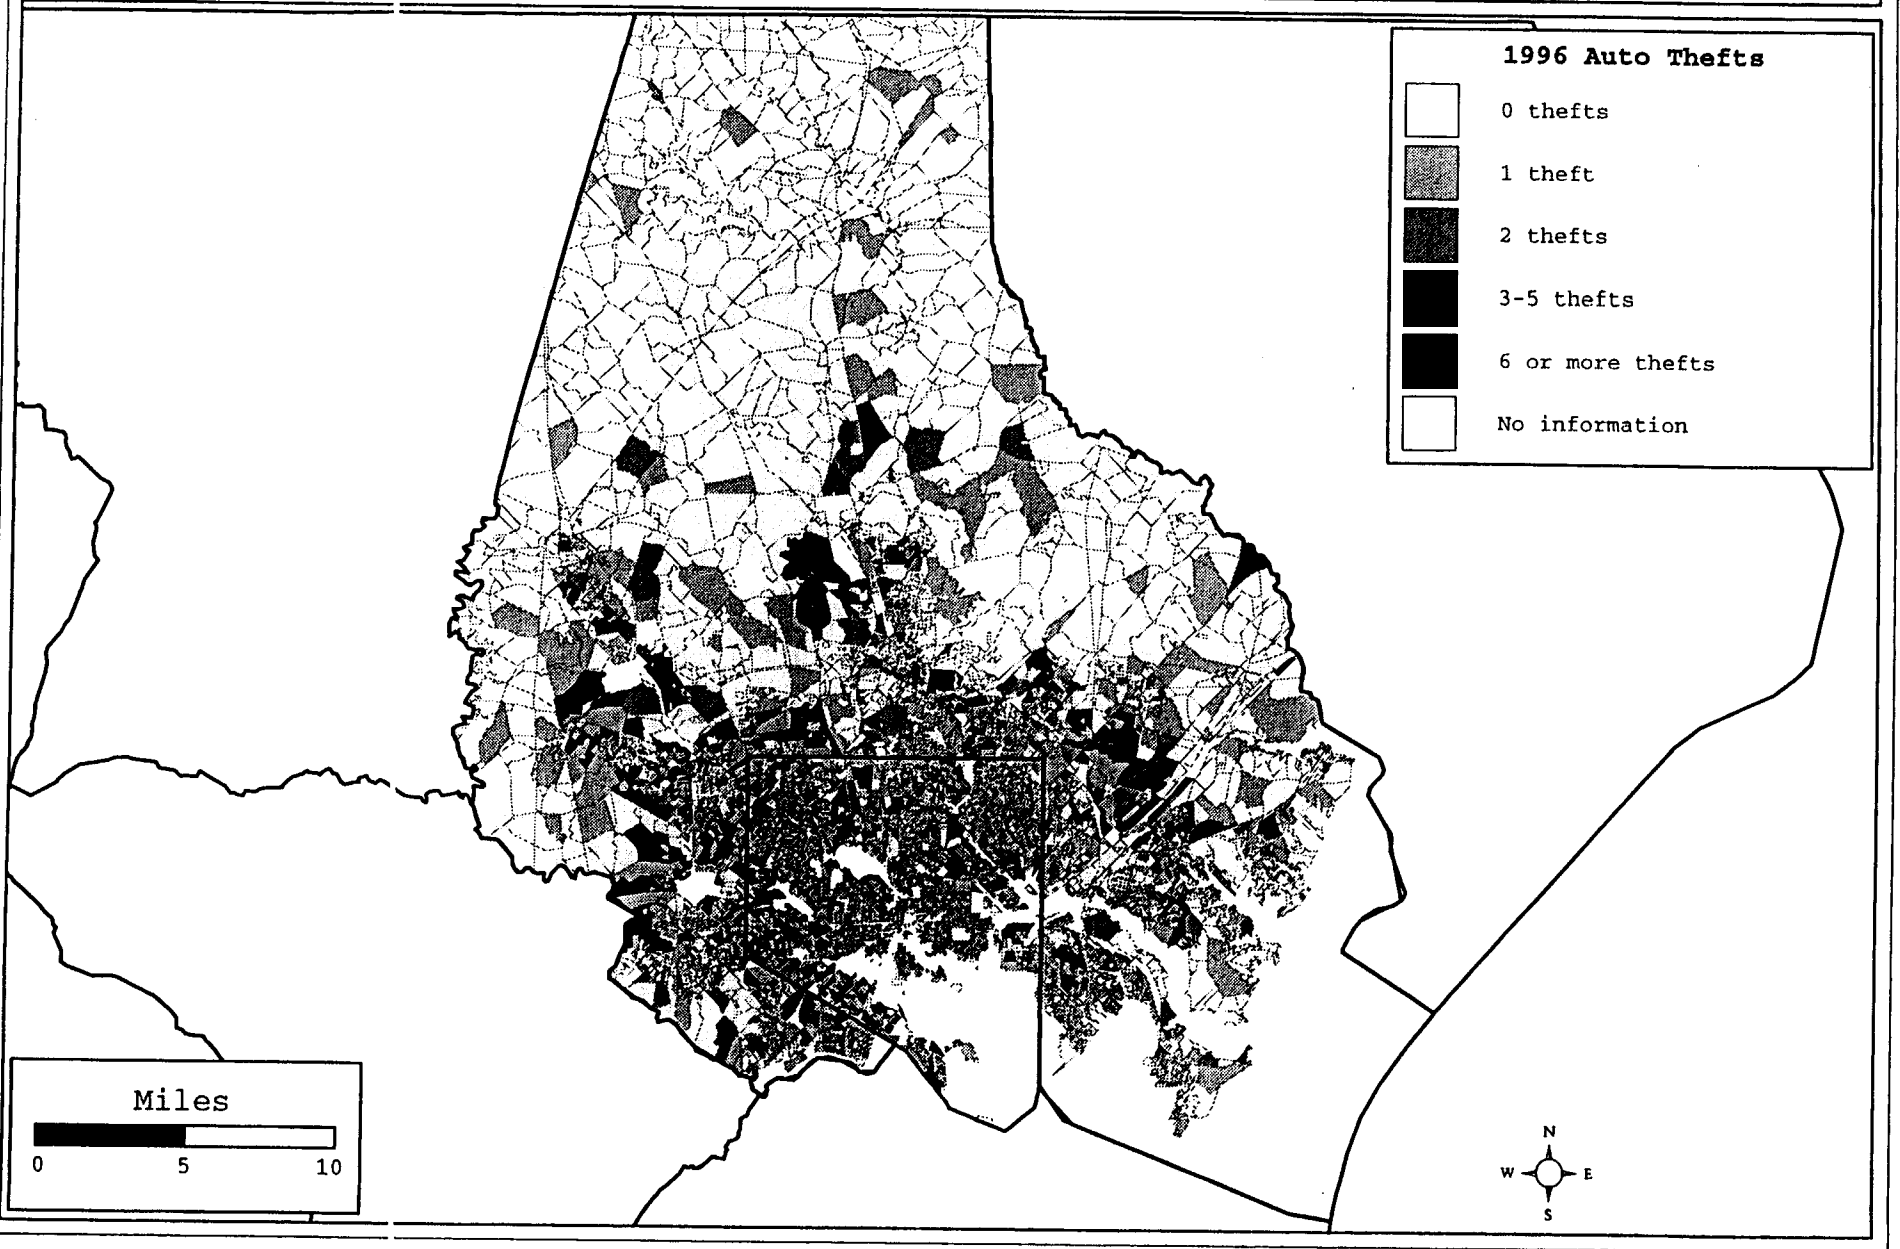 1996 Auto Thefts
0 thefts
1 theft
2 thefts
3-5 thefts
6 or more thefts
No information
Miles
0 5 10
N
W E
S